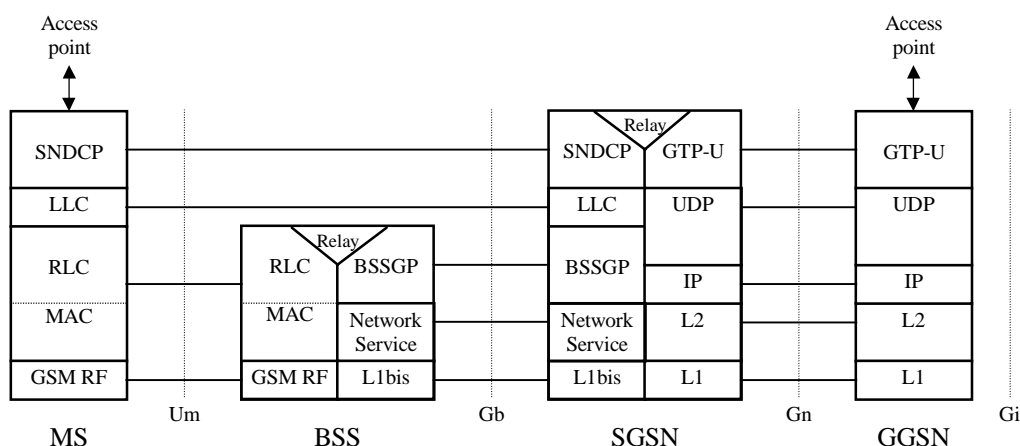 Access
point
Access
point
Relay
SNDCP
SNDCP
GTP-U
GTP-U
LLC
LLC
UDP
UDP
Relay
RLC
RLC
BSSGP
BSSGP
IP
IP
MAC
MAC
Network
Service
Network
Service
L2
L2
GSM RF
GSM RF
L1bis
L1bis
L1
L1
Um
Gb
Gn
Gi
MS
BSS
SGSN
GGSN